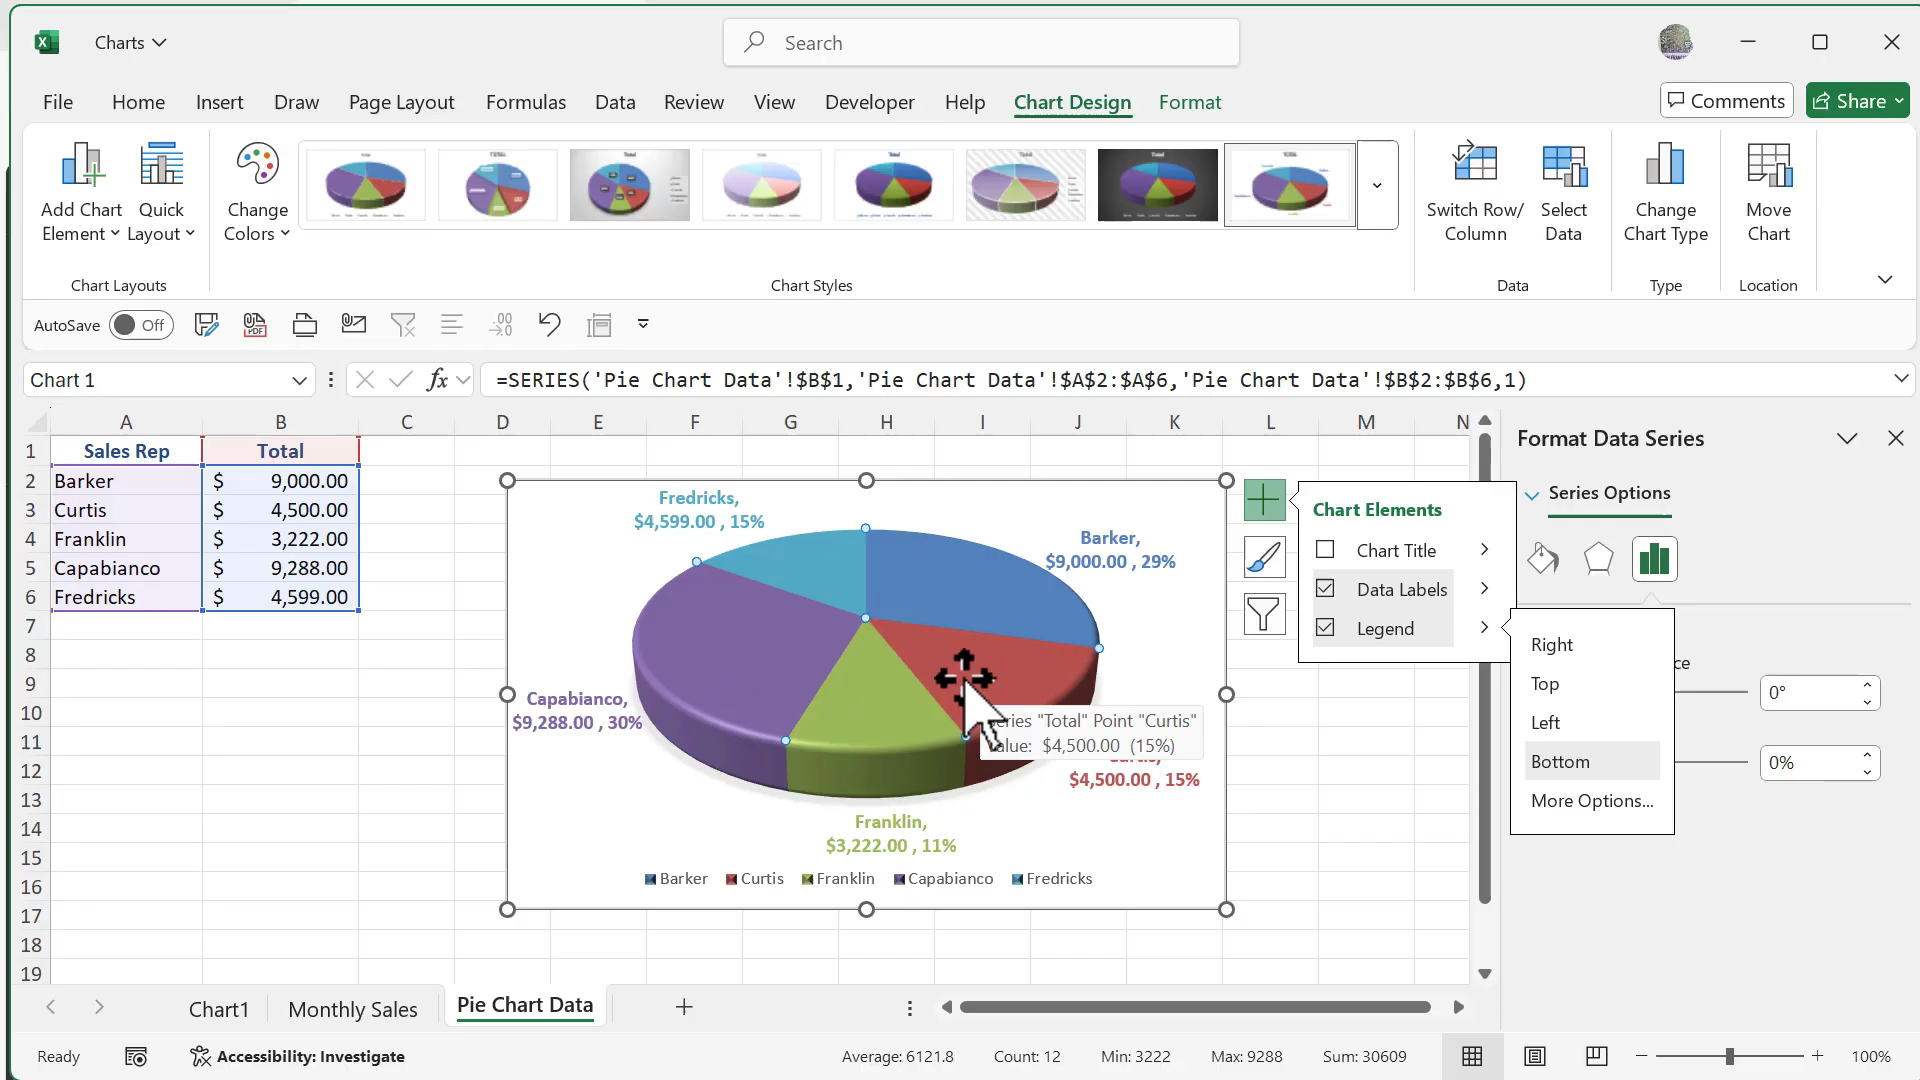 Charts
Search
File Home Insert Draw Page Layout Formulas Data Review View Developer Help Chart Design Format
Comments Share
Add Chart Element
Quick Layout
Change Colors
Switch Row/ Column
Select Data
Change Chart Type
Move Chart
Chart Layouts
Chart Styles
Data
Type
Location
AutoSave Off
PDF
.00
Chart 1
fx
=SERIES('Pie Chart Data'!$B$1,'Pie Chart Data'!$A$2:$A$6,'Pie Chart Data'!$B$2:$B$6,1)
A B C D E F G H I J K L M N
1 Sales Rep Total
2 Barker $ 9,000.00
3 Curtis $ 4,500.00
4 Franklin $ 3,222.00
5 Capabianco $ 9,288.00
6 Fredricks $ 4,599.00
7
8
9
10
11
12
13
14
15
16
17
18
19
Fredricks,
$4,599.00 , 15%
Barker,
$9,000.00 , 29%
Capabianco,
$9,288.00 , 30%
"Total" Point "Curtis"
$4,500.00 (15%)
$4,500.00 , 15%
Franklin,
$3,222.00 , 11%
Barker Curtis Franklin Capabianco Fredricks
Chart Elements
Chart Title
Data Labels
Legend
Right
Top
Left
Bottom
More Options...
Format Data Series
Series Options
0°
0%
Chart1 Monthly Sales Pie Chart Data
Ready
Accessibility: Investigate
Average: 6121.8 Count: 12 Min: 3222 Max: 9288 Sum: 30609
100%